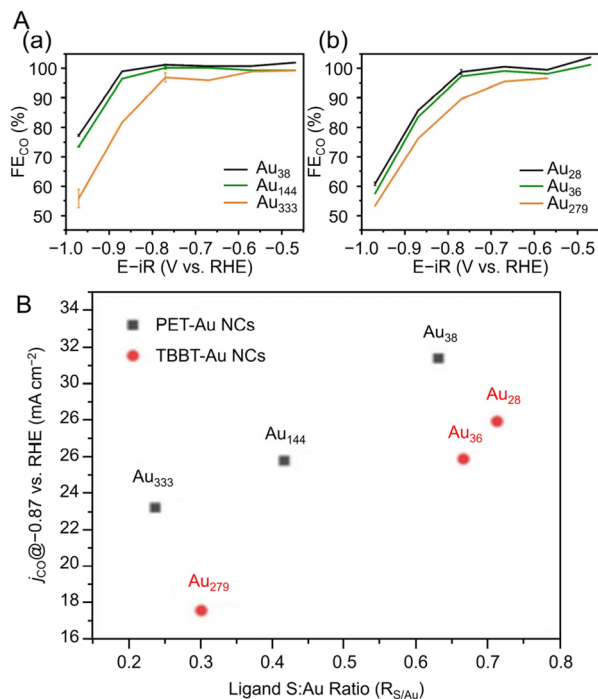 A
(a)
(b)
FE_CO (%)
100
90
80
70
60
50
Au38
Au144
Au333
−1.0 −0.9 −0.8 −0.7 −0.6 −0.5
E−iR (V vs. RHE)
FE_CO (%)
100
90
80
70
60
50
Au28
Au36
Au279
−1.0 −0.9 −0.8 −0.7 −0.6 −0.5
E−iR (V vs. RHE)
B
jCO@−0.87 vs. RHE (mA cm−2)
34
32
28
26
24
22
20
18
16
PET-Au NCs
TBBT-Au NCs
Au38
Au28
Au36
Au144
Au333
Au279
0.2 0.3 0.4 0.5 0.6 0.7 0.8
Ligand S:Au Ratio (RS/Au)